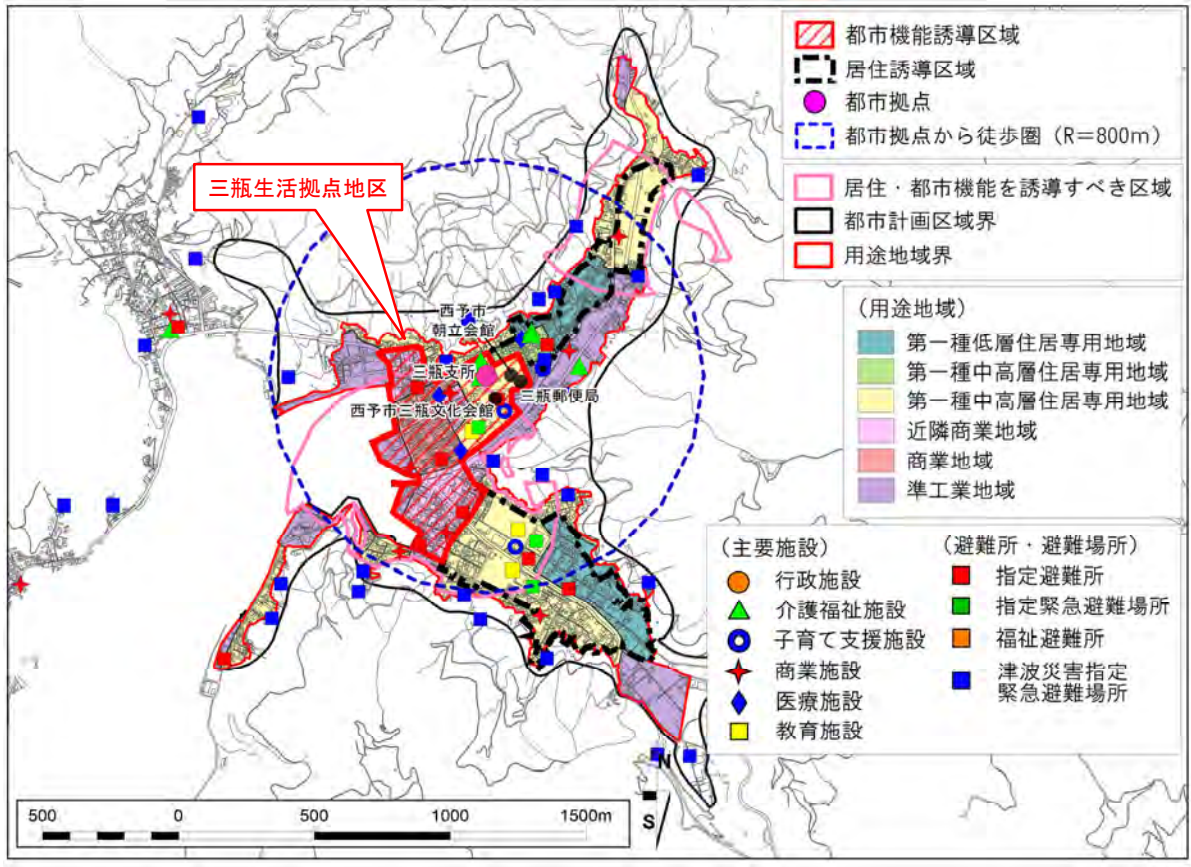 都市機能誘導区域
居住誘導区域
都市拠点
都市拠点から徒歩圏（R＝800m）
居住・都市機能を誘導すべき区域
都市計画区域界
用途地域界
（用途地域）
第一種低層住居専用地域
第一種中高層住居専用地域
第一種中高層住居専用地域
近隣商業地域
商業地域
準工業地域
（主要施設）
行政施設
介護福祉施設
子育て支援施設
商業施設
医療施設
教育施設
（避難所・避難場所）
指定避難所
指定緊急避難場所
福祉避難所
津波災害指定
緊急避難場所
三瓶生活拠点地区
西予市
朝立会館
三瓶支所
三瓶郵便局
西予市三瓶文化会館
N
S
500 0 500 1000 1500m